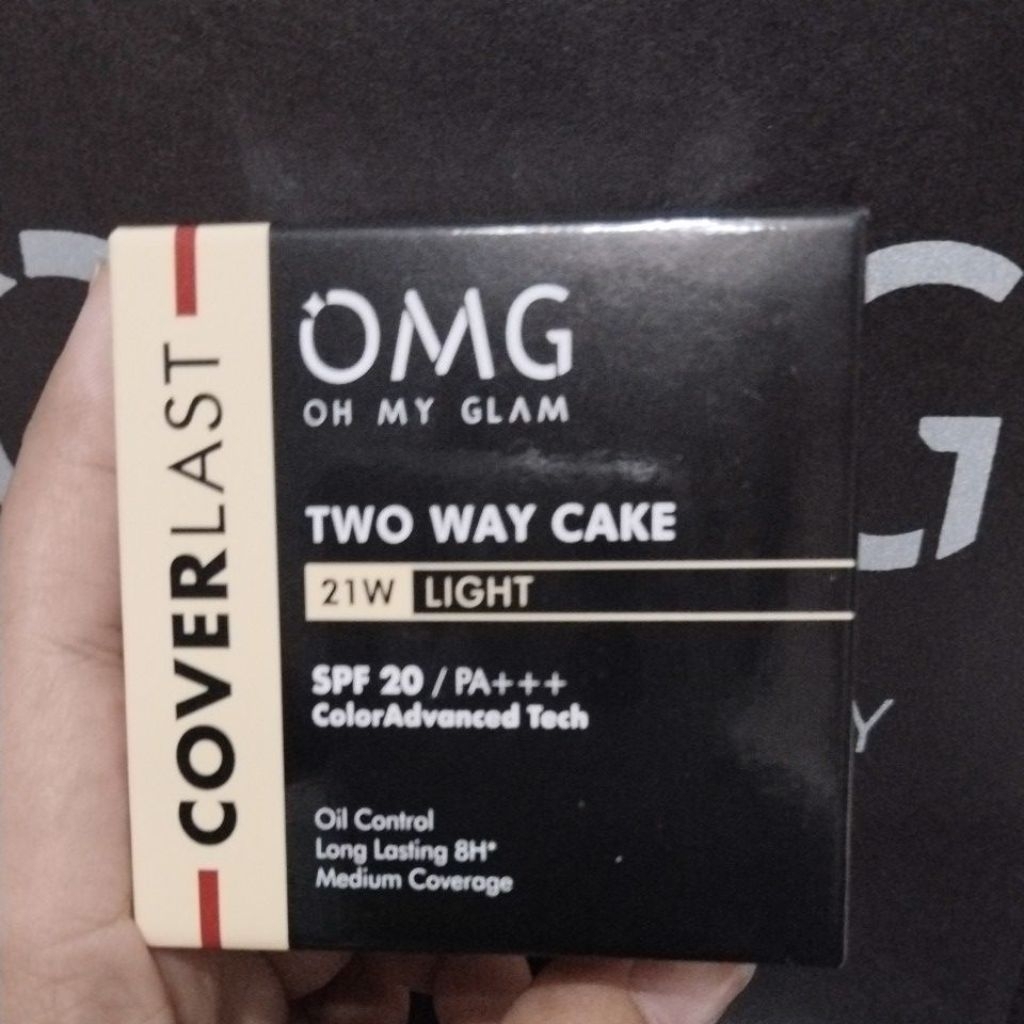 COVERLAST
OMG
OH MY GLAM
TWO WAY CAKE
21W LIGHT
SPF 20 / PA+++
ColorAdvanced Tech
Oil Control
Long Lasting 8H*
Medium Coverage
G
Y